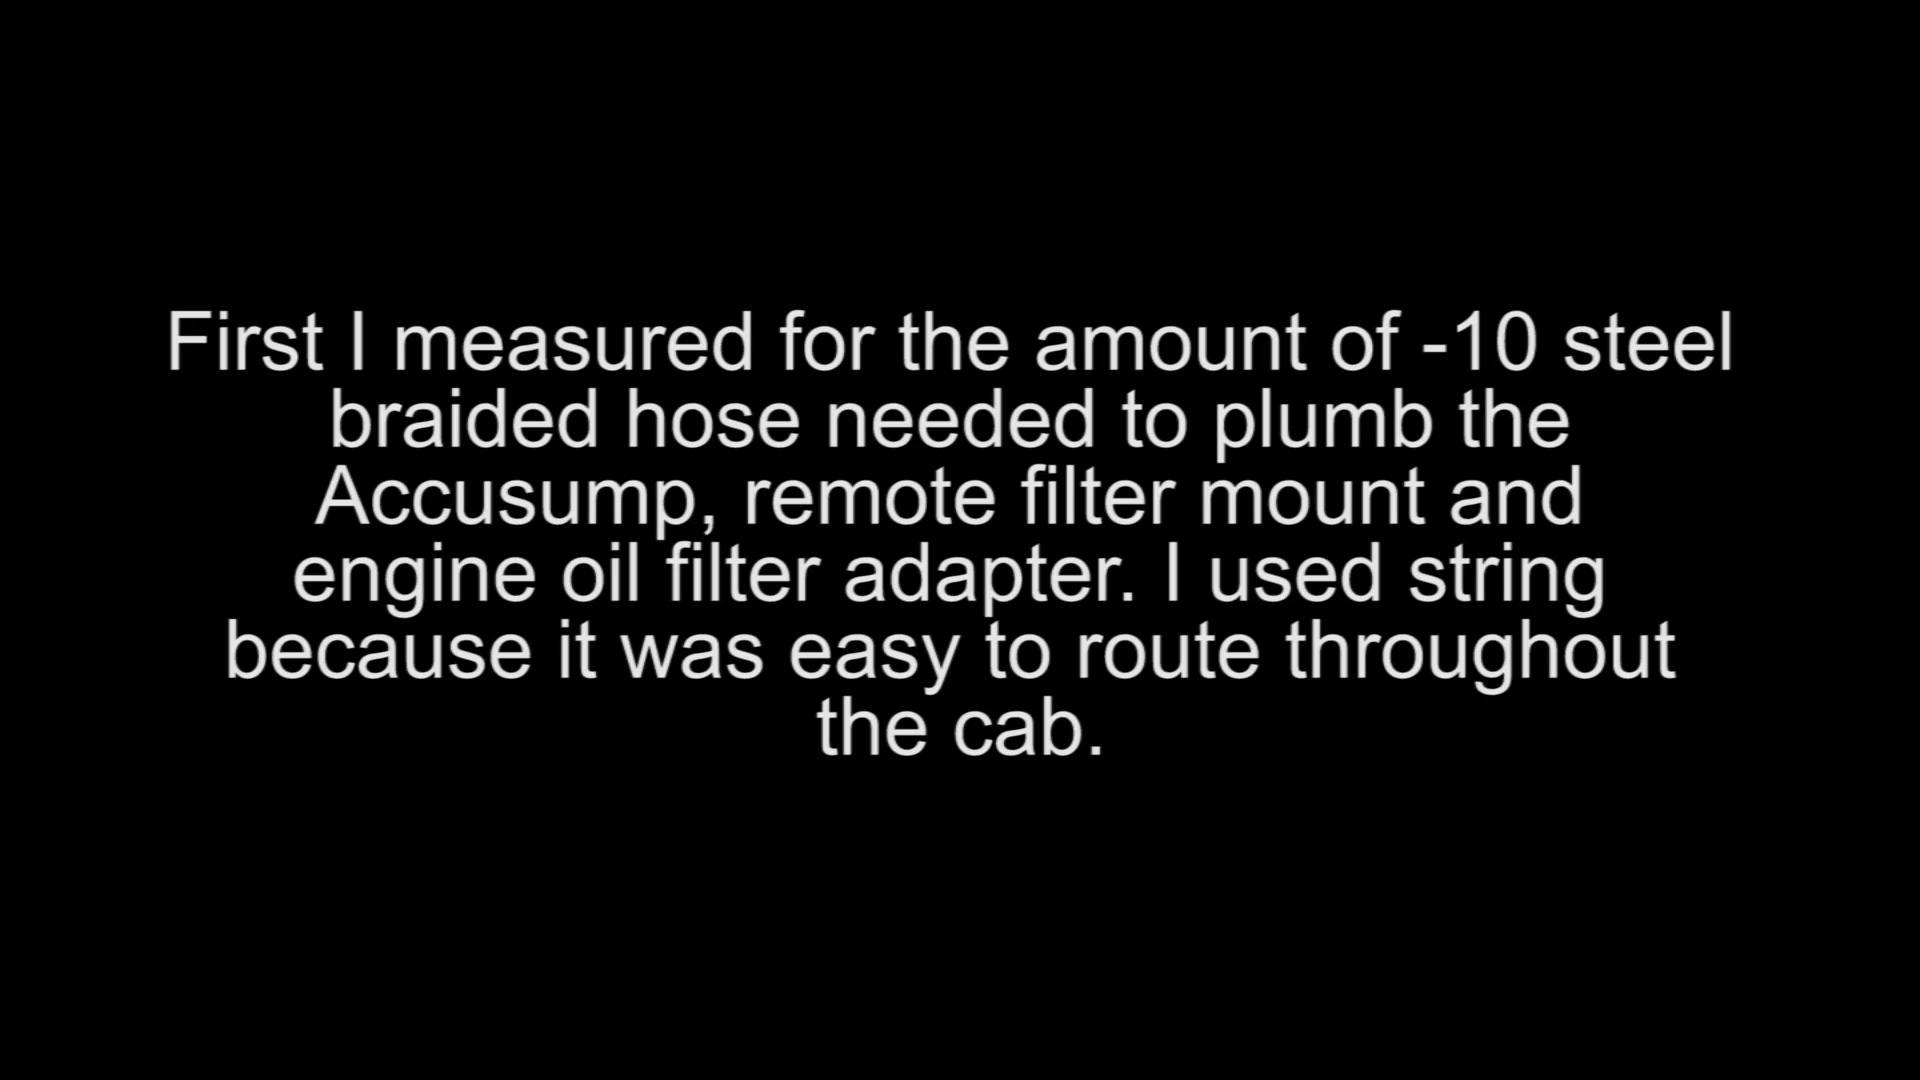 First I measured for the amount of -10 steel
braided hose needed to plumb the
Accusump, remote filter mount and
engine oil filter adapter. I used string
because it was easy to route throughout
the cab.